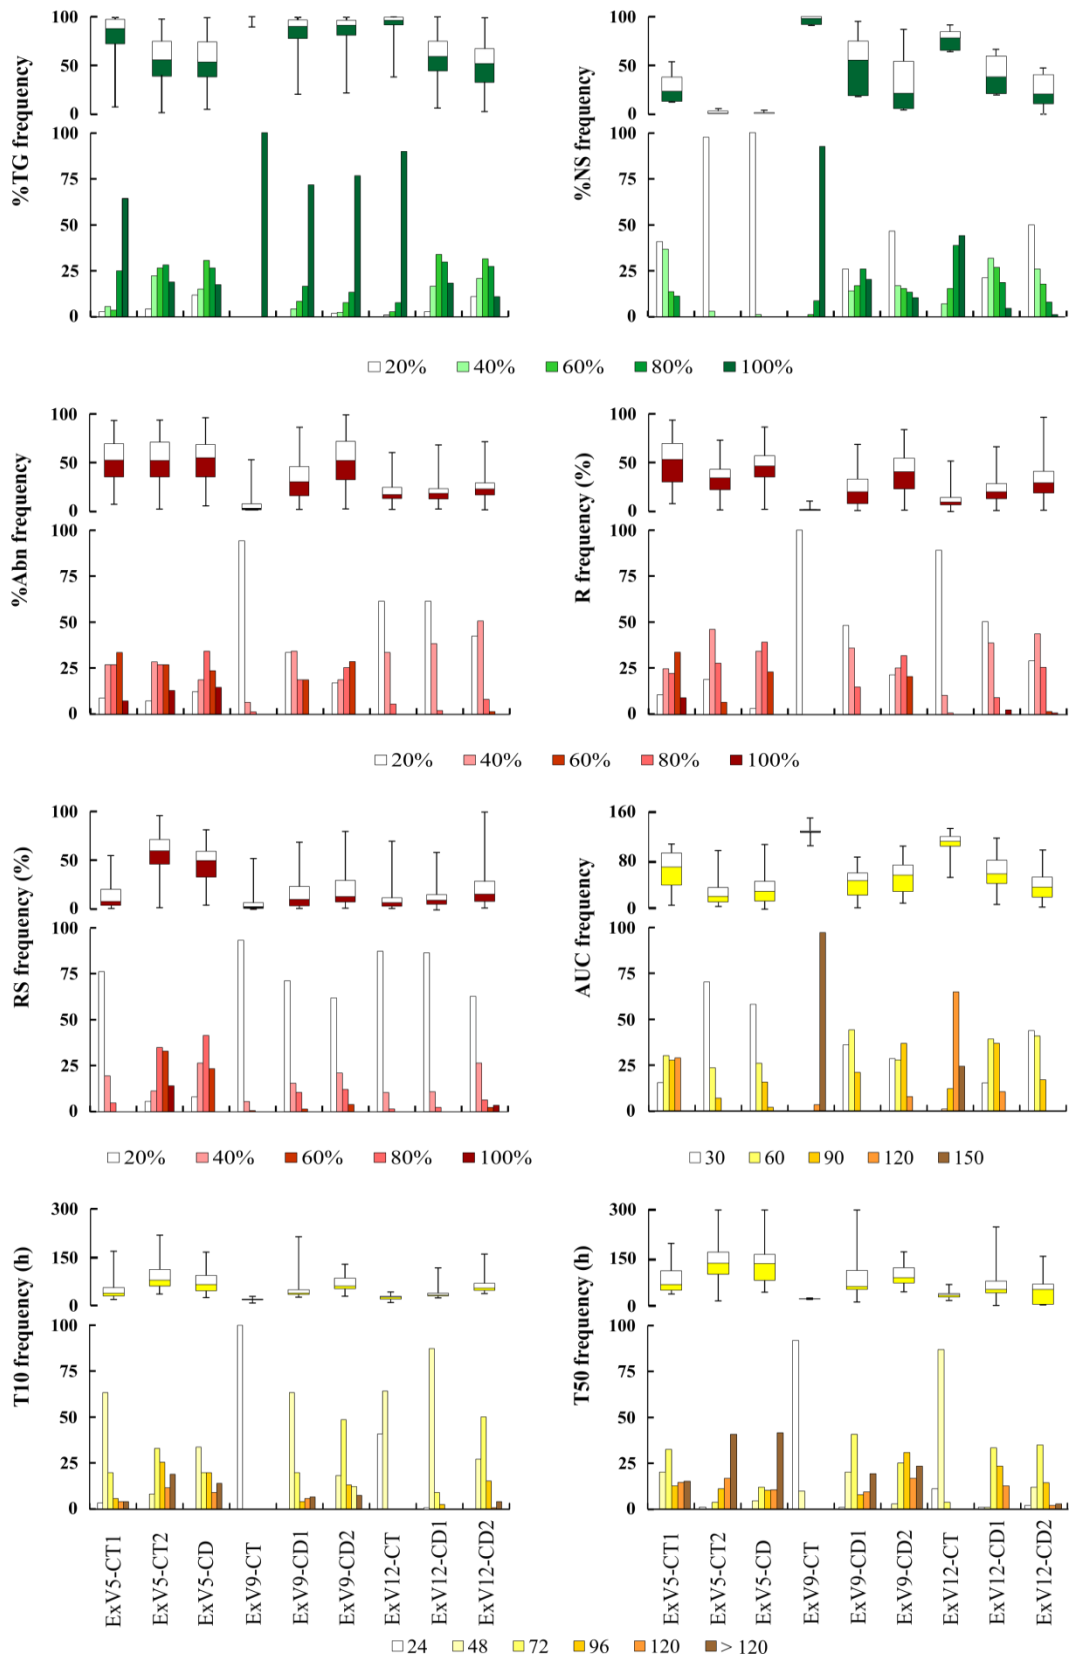 %TG frequency
100
50
0
100
75
50
25
0
%NS frequency
100
50
0
100
75
50
25
0
20% 40% 60% 80% 100%
%Abn frequency
100
50
0
100
75
50
25
0
R frequency (%)
100
50
0
100
75
50
25
0
20% 40% 60% 80% 100%
RS frequency (%)
100
50
0
100
75
50
25
0
AUC frequency
160
80
0
100
75
50
25
0
20% 40% 60% 80% 100%
30 60 90 120 150
T10 frequency (h)
300
150
0
100
75
50
25
0
T50 frequency (h)
300
150
0
100
75
50
25
0
ExV5-CT1
ExV5-CT2
ExV5-CD
ExV9-CT
ExV9-CD1
ExV9-CD2
ExV12-CT
ExV12-CD1
ExV12-CD2
ExV5-CT1
ExV5-CT2
ExV5-CD
ExV9-CT
ExV9-CD1
ExV9-CD2
ExV12-CT
ExV12-CD1
ExV12-CD2
24 48 72 96 120 > 120